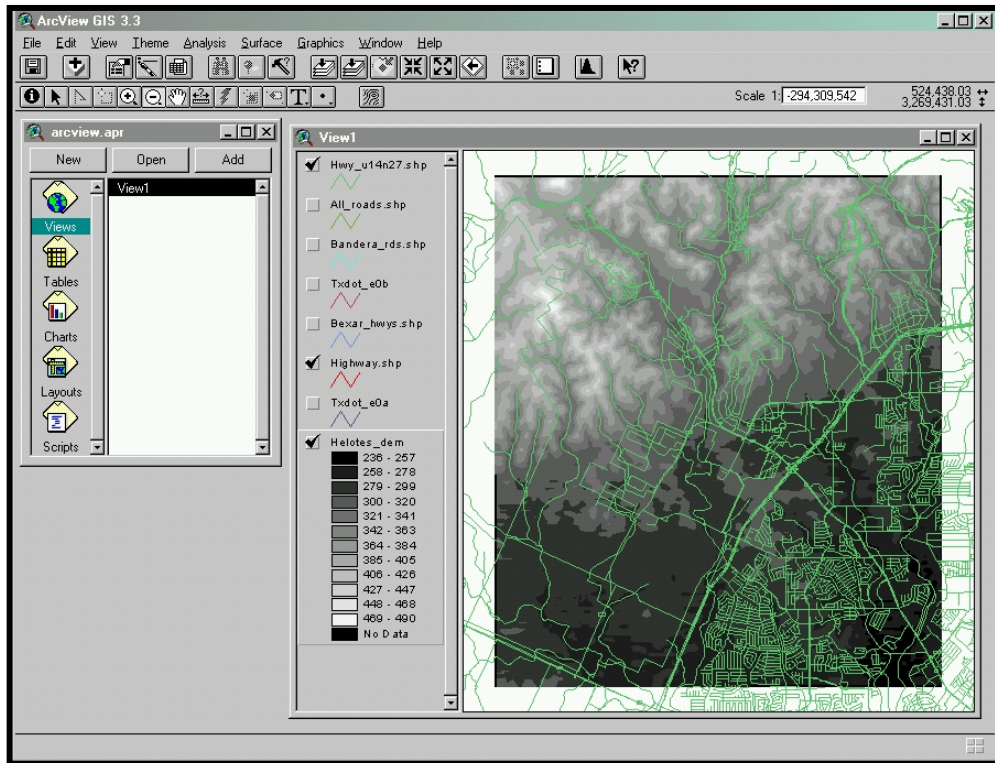 ArcView GIS 3.3
File Edit View Theme Analysis Surface Graphics Window Help
Scale 1: -294,309,542
524,438.03
3,269,431.03
arcview.apr
New Open Add
View1
Views
Tables
Charts
Layouts
Scripts
View1
Hwy_u14n27.shp
All_roads.shp
Bandera_rds.shp
Txdot_e0b
Bexar_hwys.shp
Highway.shp
Txdot_e0a
Helotes_dem
236 - 257
258 - 278
279 - 299
300 - 320
321 - 341
342 - 363
364 - 384
385 - 405
406 - 426
427 - 447
448 - 468
469 - 490
No Data